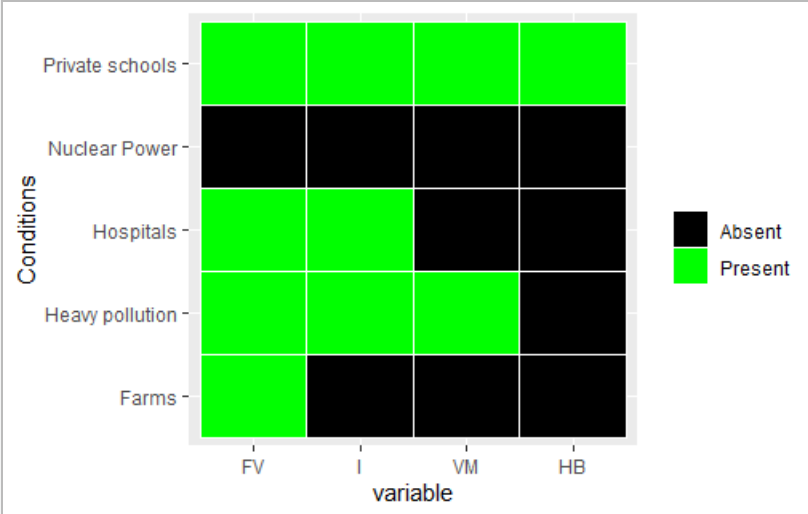 Private schools
Nuclear Power
Hospitals
Heavy pollution
Farms
Conditions
FV I VM HB
variable
Absent
Present